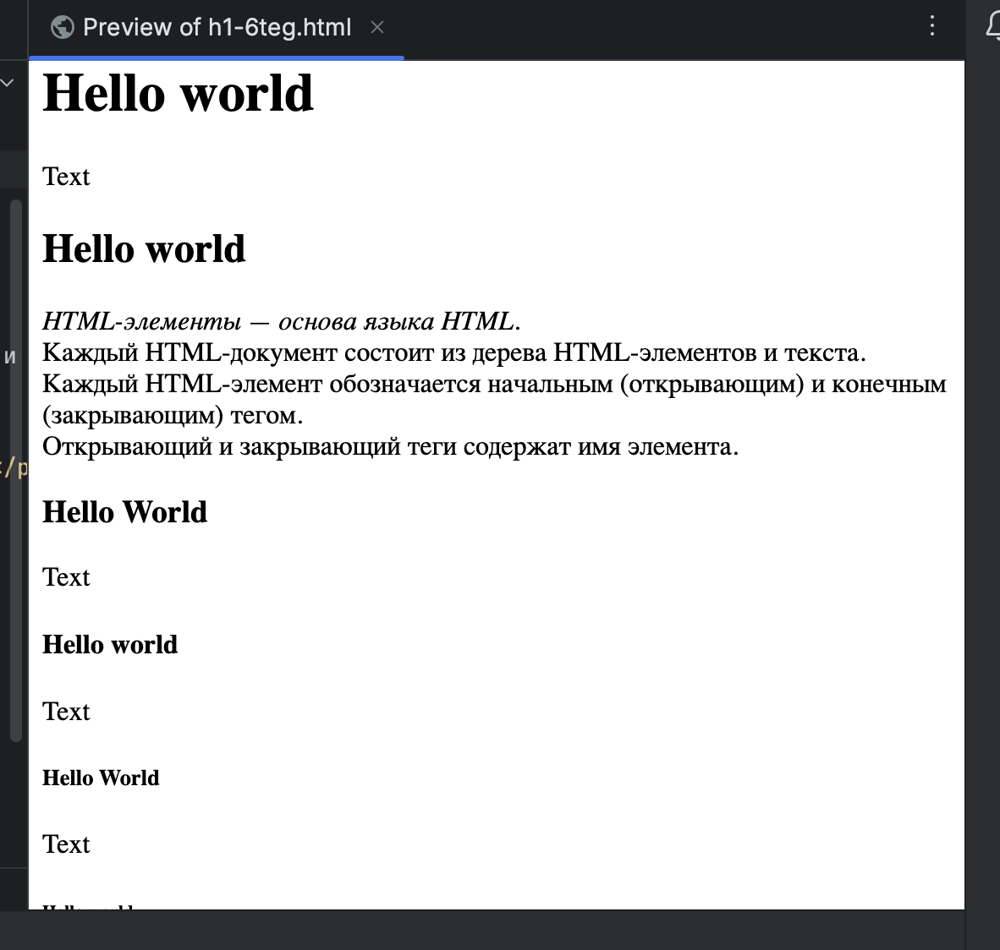 Preview of h1-6teg.html
Hello world
Text
Hello world
HTML-элементы — основа языка HTML.
Каждый HTML-документ состоит из дерева HTML-элементов и текста.
и
Каждый HTML-элемент обозначается начальным (открывающим) и конечным
(закрывающим) тегом.
Открывающий и закрывающий теги содержат имя элемента.
/p
Hello World
Text
Hello world
Text
Hello World
Text
Hello world